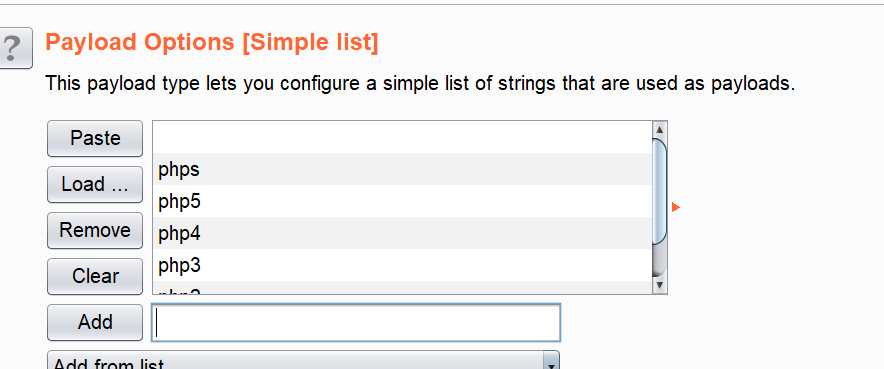 ?
Payload Options [Simple list]
This payload type lets you configure a simple list of strings that are used as payloads.
Paste
Load ...
Remove
Clear
Add
phps
php5
php4
php3
Add from list